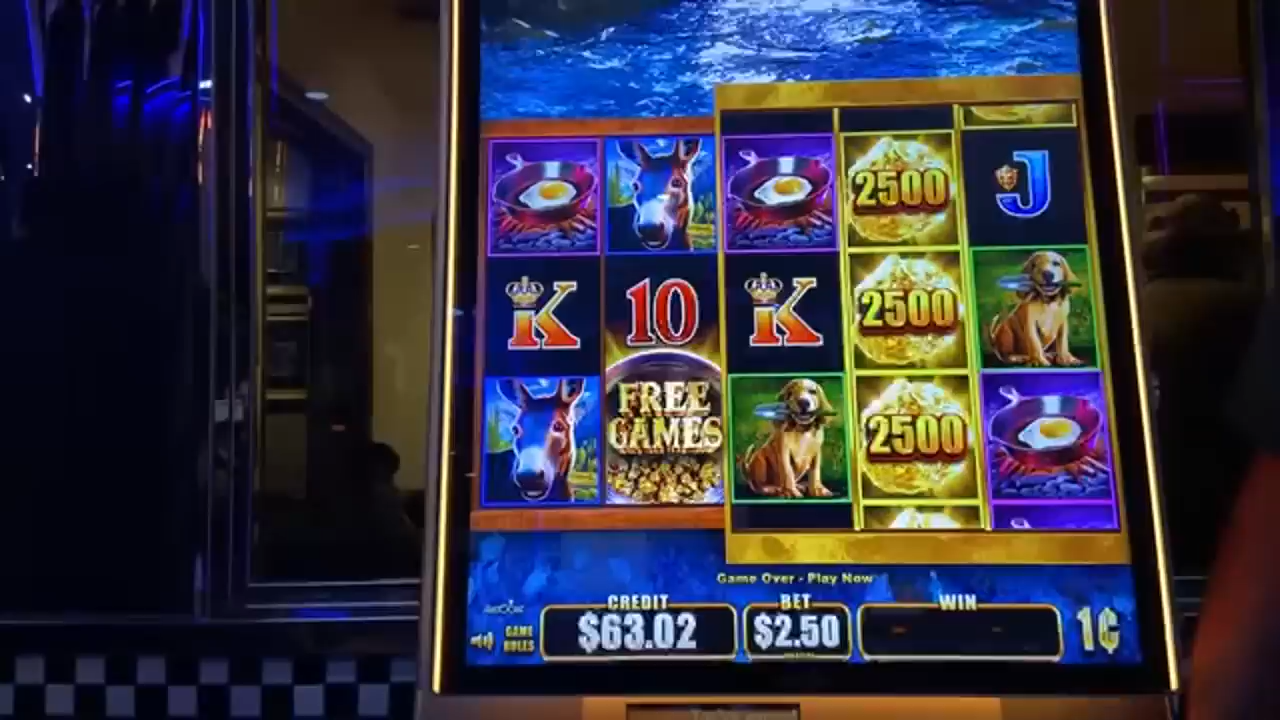 2500
J
K
10
K
2500
FREE
GAMES
2500
Game Over - Play Now
CREDIT
BET
WIN
GAME
RULES
$63.02
$2.50
1¢